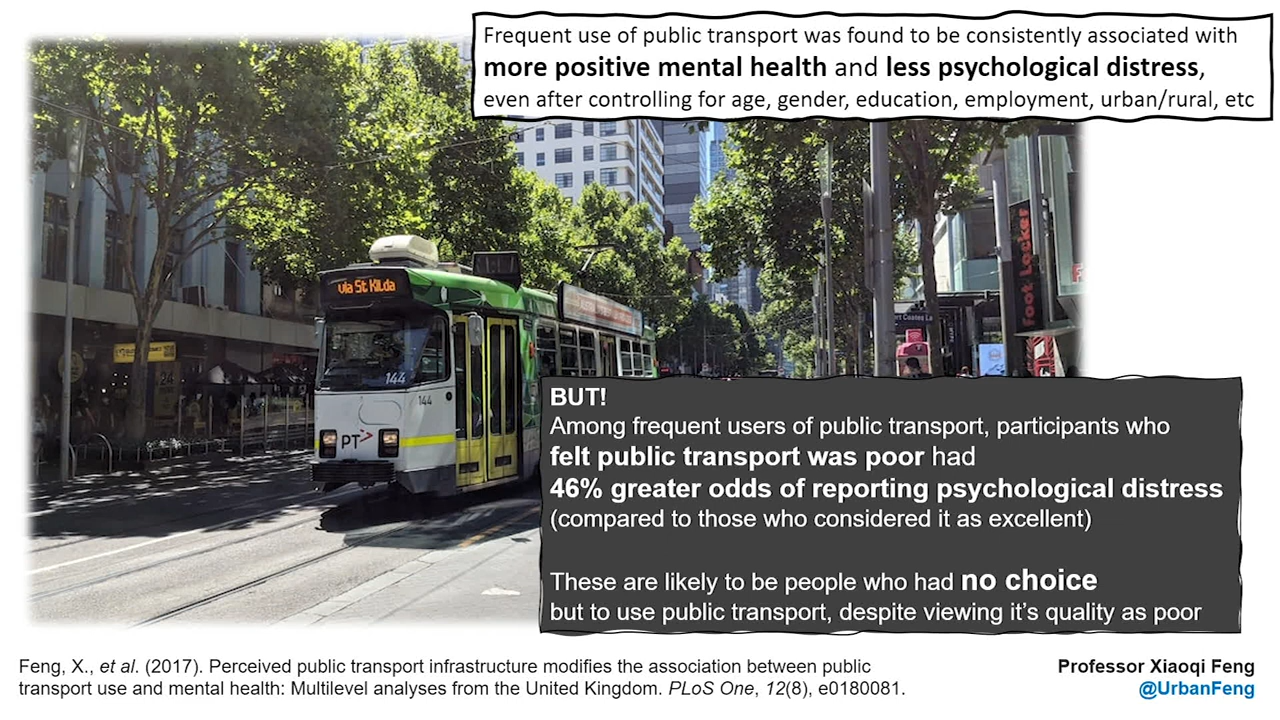 Frequent use of public transport was found to be consistently associated with
more positive mental health and less psychological distress,
even after controlling for age, gender, education, employment, urban/rural, etc
via St Kilda
144
144
PT
Foot Locker
BUT!
Among frequent users of public transport, participants who
felt public transport was poor had
46% greater odds of reporting psychological distress
(compared to those who considered it as excellent)
These are likely to be people who had no choice
but to use public transport, despite viewing it's quality as poor
Feng, X., et al. (2017). Perceived public transport infrastructure modifies the association between public
transport use and mental health: Multilevel analyses from the United Kingdom. PLoS One, 12(8), e0180081.
Professor Xiaoqi Feng
@UrbanFeng